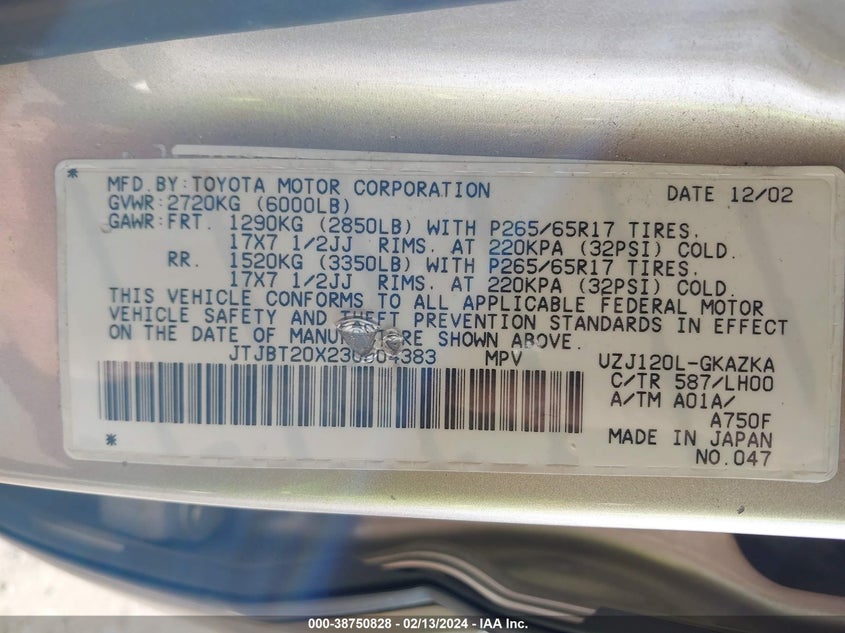 MFD.BY:TOYOTA MOTOR CORPORATION DATE 12/02
GVWR:2720KG (6000LB)
GAWR:FRT. 1290KG (2850LB) WITH P265/65R17 TIRES.
17X7 1/2JJ RIMS. AT 220KPA (32PSI) COLD.
RR. 1520KG (3350LB) WITH P265/65R17 TIRES.
17X7 1/2JJ RIMS. AT 220KPA (32PSI) COLD.
THIS VEHICLE CONFORMS TO ALL APPLICABLE FEDERAL MOTOR
VEHICLE SAFETY AND THEFT PREVENTION STANDARDS IN EFFECT
ON THE DATE OF MANUFACTURE SHOWN ABOVE.
MPV UZJ120L-GKAZKA
C/TR 587/LH00
A/TM A01A/
A750F
MADE IN JAPAN
NO.047
000-38750828 - 02/13/2024 - IAA Inc.